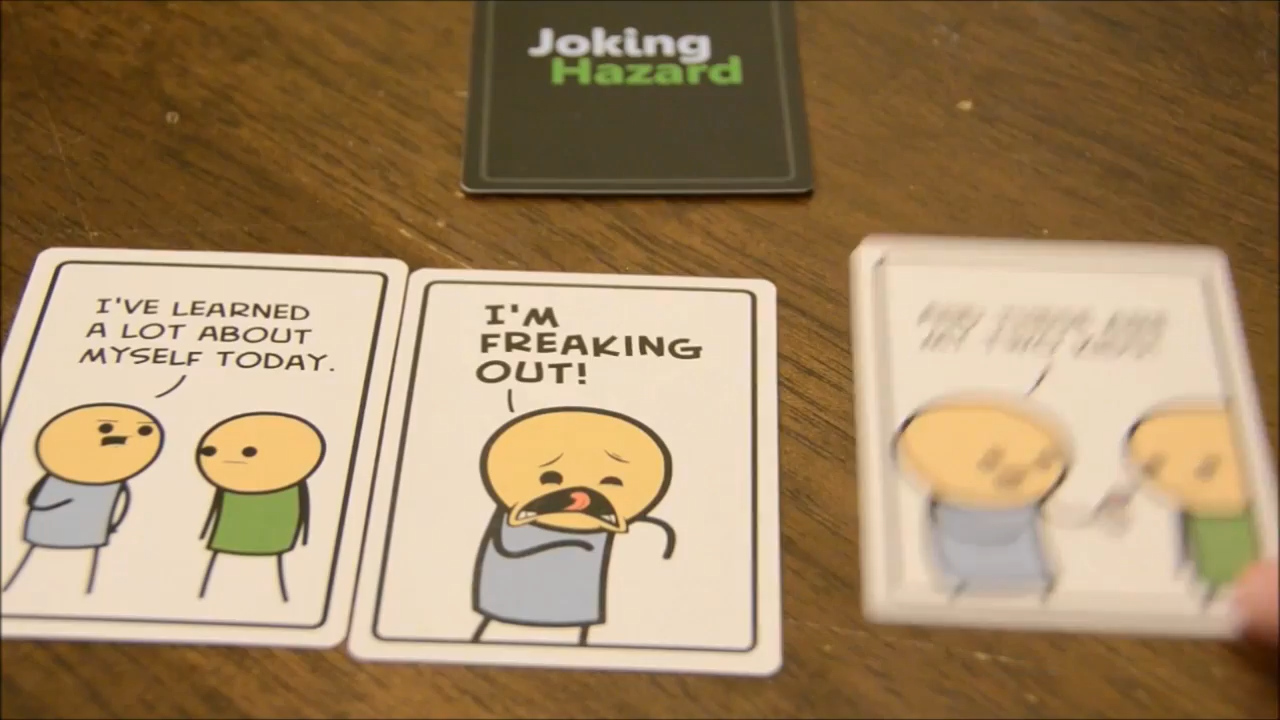 Joking
Hazard
I'VE LEARNED
A LOT ABOUT
MYSELF TODAY.
I'M
FREAKING
OUT!